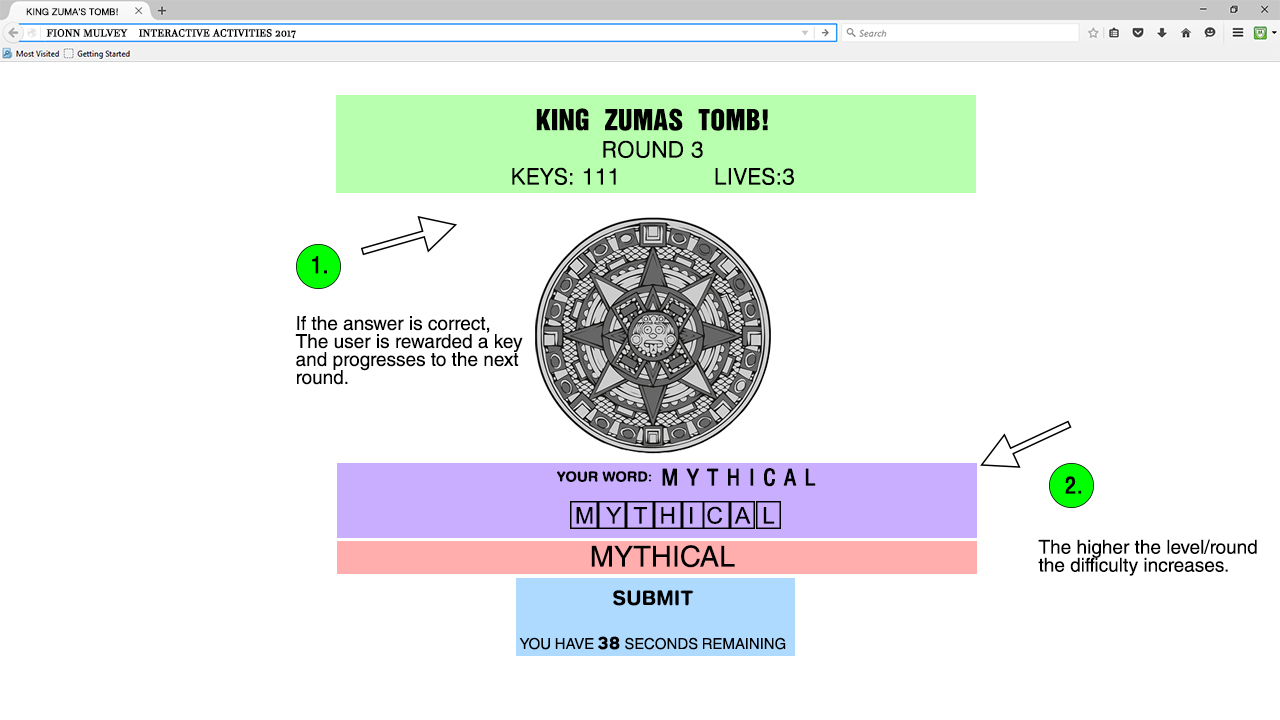 KING ZUMA'S TOMB!
FIONN MULVEY INTERACTIVE ACTIVITIES 2017
Search
Most Visited Getting Started
KING ZUMAS TOMB!
ROUND 3
KEYS: 111 LIVES:3
1.
If the answer is correct,
The user is rewarded a key
and progresses to the next
round.
YOUR WORD: M Y T H I C A L
M Y T H I C A L
MYTHICAL
SUBMIT
YOU HAVE 38 SECONDS REMAINING
2.
The higher the level/round
the difficulty increases.